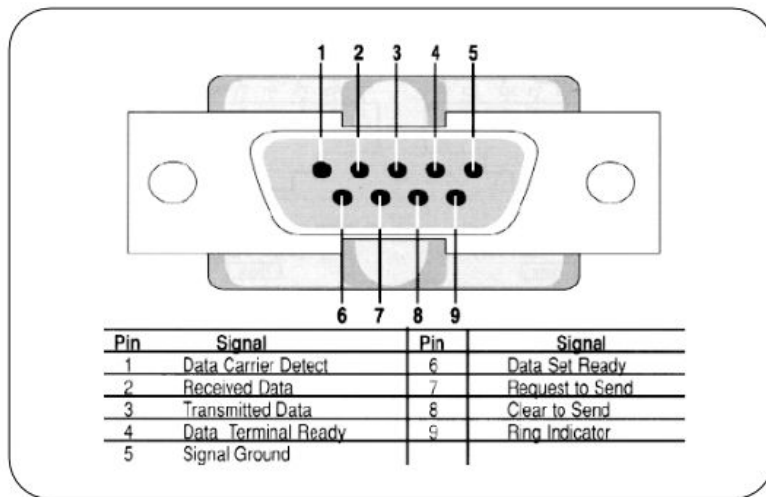 1 2 3 4 5
6 7 8 9
Pin Signal Pin Signal
1 Data Carrier Detect 6 Data Set Ready
2 Received Data 7 Request to Send
3 Transmitted Data 8 Clear to Send
4 Data Terminal Ready 9 Ring Indicator
5 Signal Ground